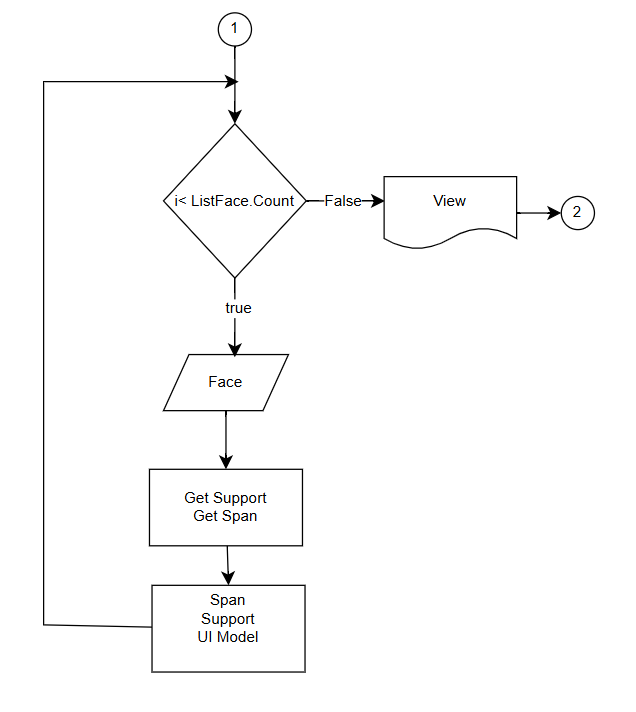 1
i< ListFace.Count
False
View
2
true
Face
Get Support
Get Span
Span
Support
UI Model